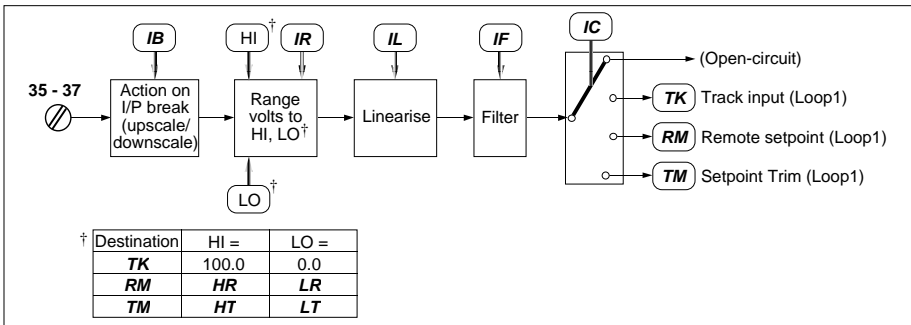 IB
HI †
IR
IL
IF
IC
35 - 37
Action on
I/P break
(upscale/
downscale)
Range
volts to
HI, LO†
Linearise
Filter
(Open-circuit)
TK Track input (Loop1)
RM Remote setpoint (Loop1)
TM Setpoint Trim (Loop1)
LO †
† Destination HI = LO =
TK 100.0 0.0
RM HR LR
TM HT LT